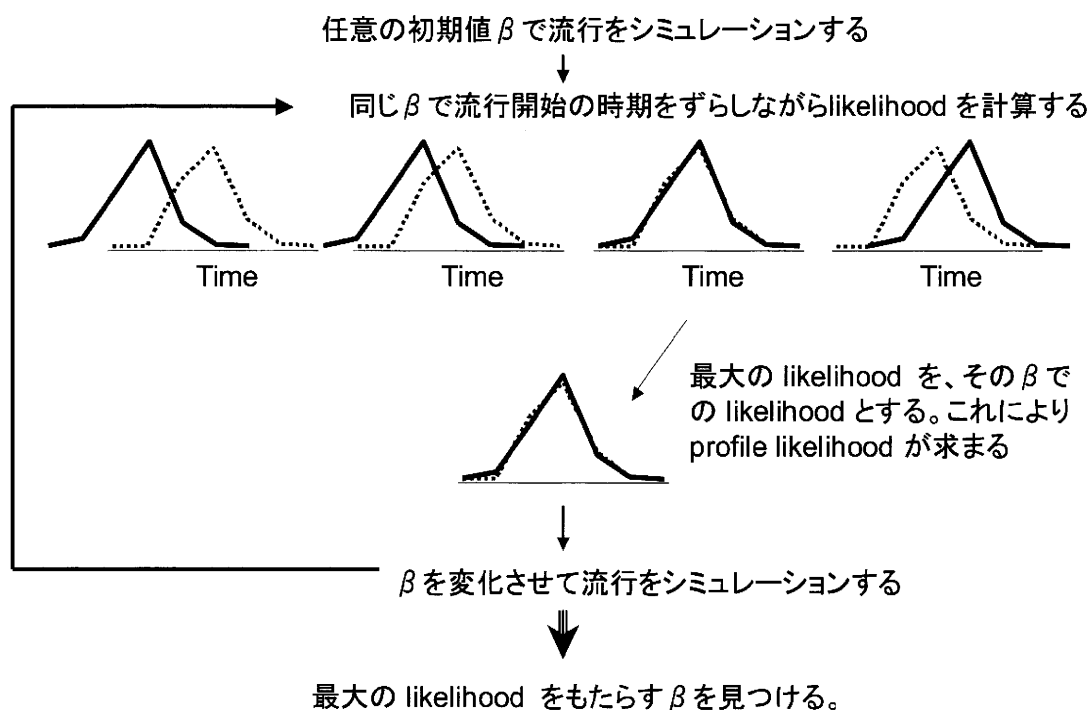 任意の初期値βで流行をシミュレーションする
同じβで流行開始の時期をずらしながらlikelihood を計算する
Time
Time
Time
Time
最大の likelihood を、そのβで
の likelihood とする。これにより
profile likelihood が求まる
βを変化させて流行をシミュレーションする
最大の likelihood をもたらすβを見つける。